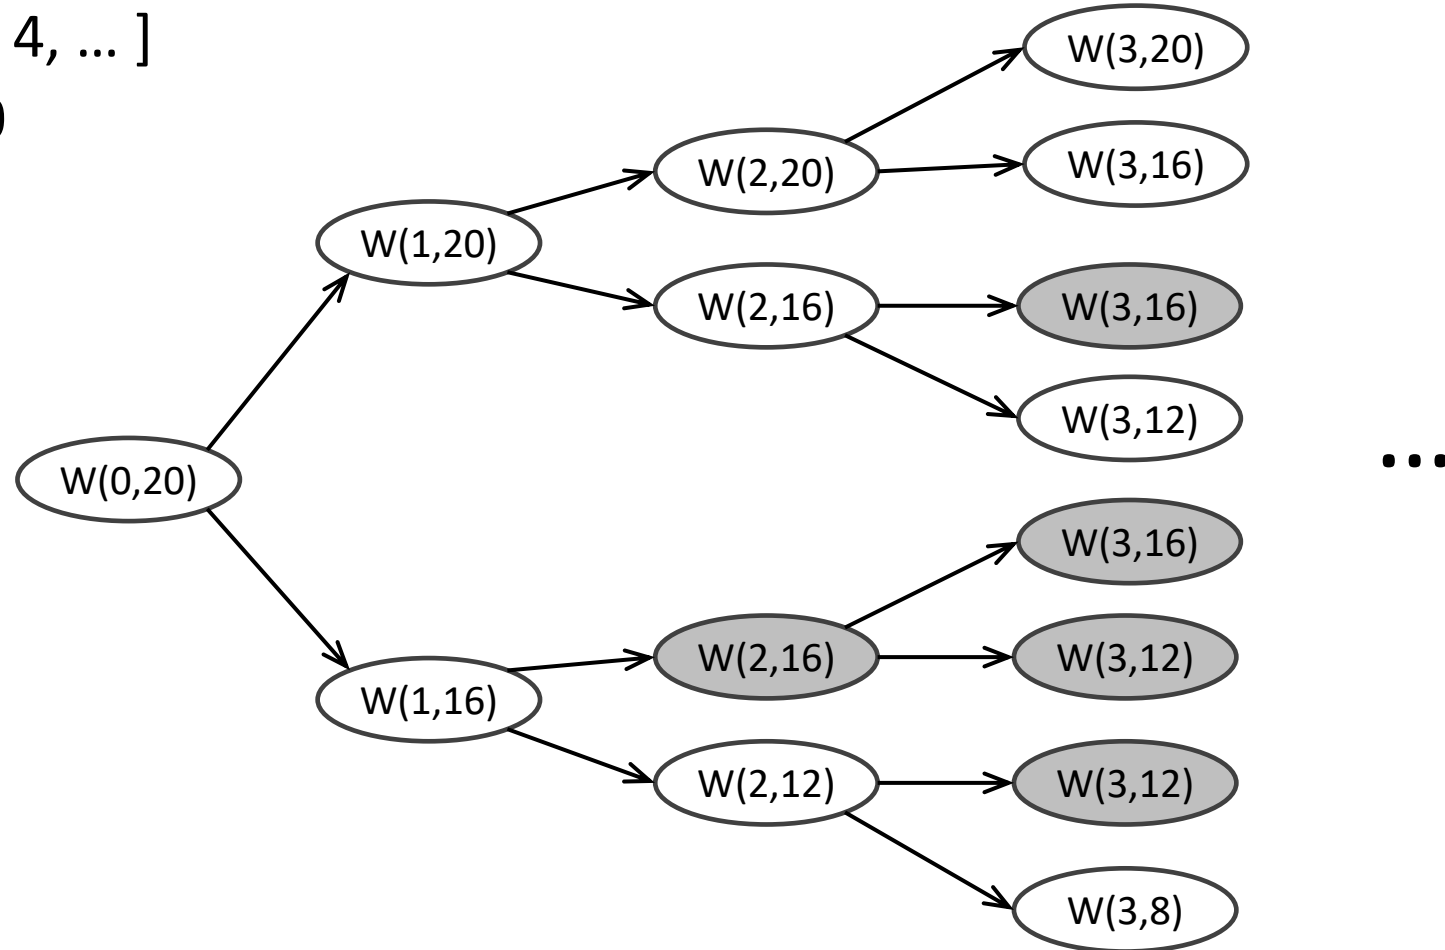 4, ... ]
W(3,20)
W(3,16)
W(2,20)
W(1,20)
W(2,16)
W(3,16)
W(3,12)
W(0,20)
...
W(3,16)
W(2,16)
W(3,12)
W(1,16)
W(2,12)
W(3,12)
W(3,8)